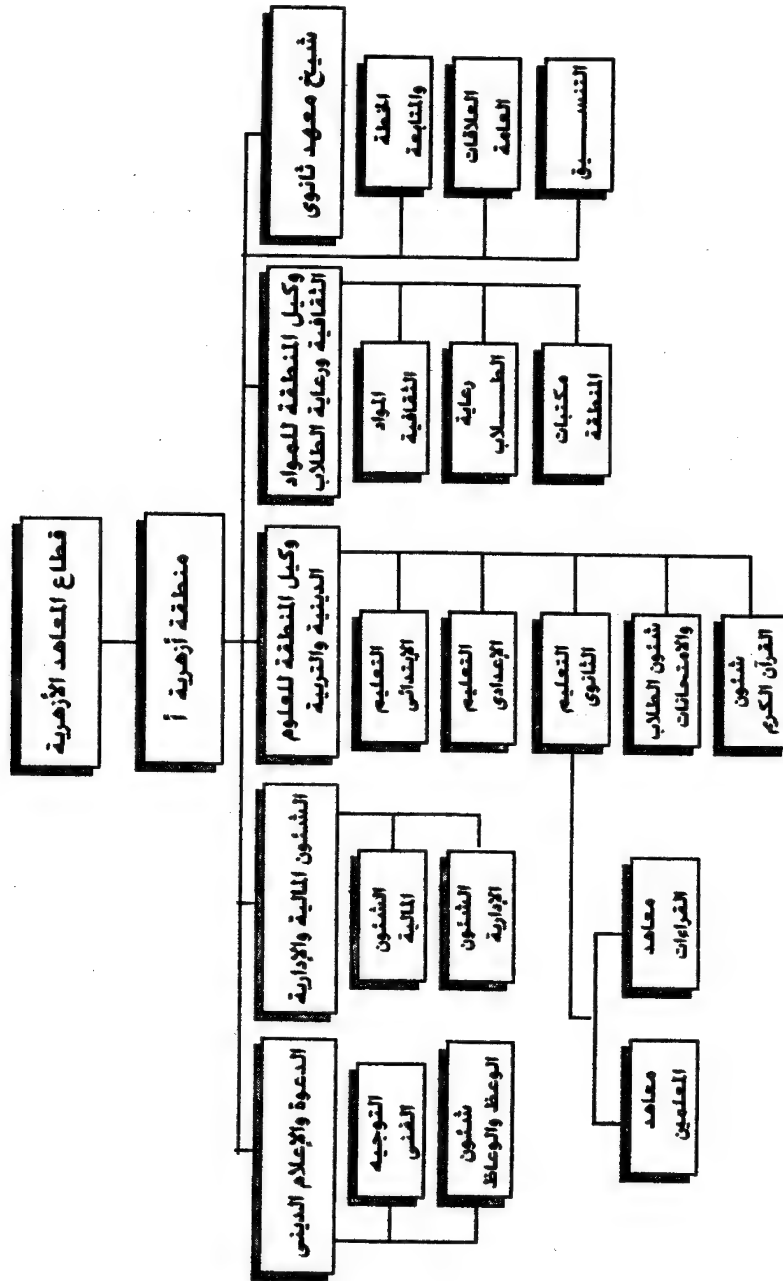 قطاع المعاهد الأزهرية
منطقة أزهرية أ
شيخ معهد ثانوى
الخطة
والمتابعة
العلاقات
العامة
التنسيق
وكيل المنطقة للمواد
الثقافية ورعاية الطلاب
المواد
الثقافية
رعاية
الطلاب
مكتبات
المنطقة
وكيل المنطقة للعلوم
الدينية والتربية
التعليم
الإبتدائى
التعليم
الإعدادى
التعليم
الثانوى
شئون الطلاب
والامتحانات
شئون
القرآن الكريم
معاهد
القراءات
معاهد
المعلمين
الشئون المالية والإدارية
الشئون
المالية
الشئون
الإدارية
الدعوة والإعلام الدينى
التوجيه
الفنى
شئون
الوعظ والوعاظ